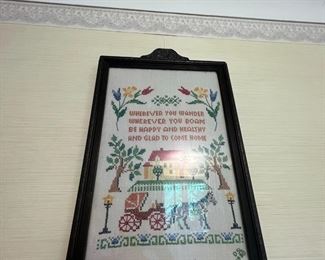 WHEREVER YOU WANDER
WHEREVER YOU ROAM
BE HAPPY AND HEALTHY
AND GLAD TO COME HOME